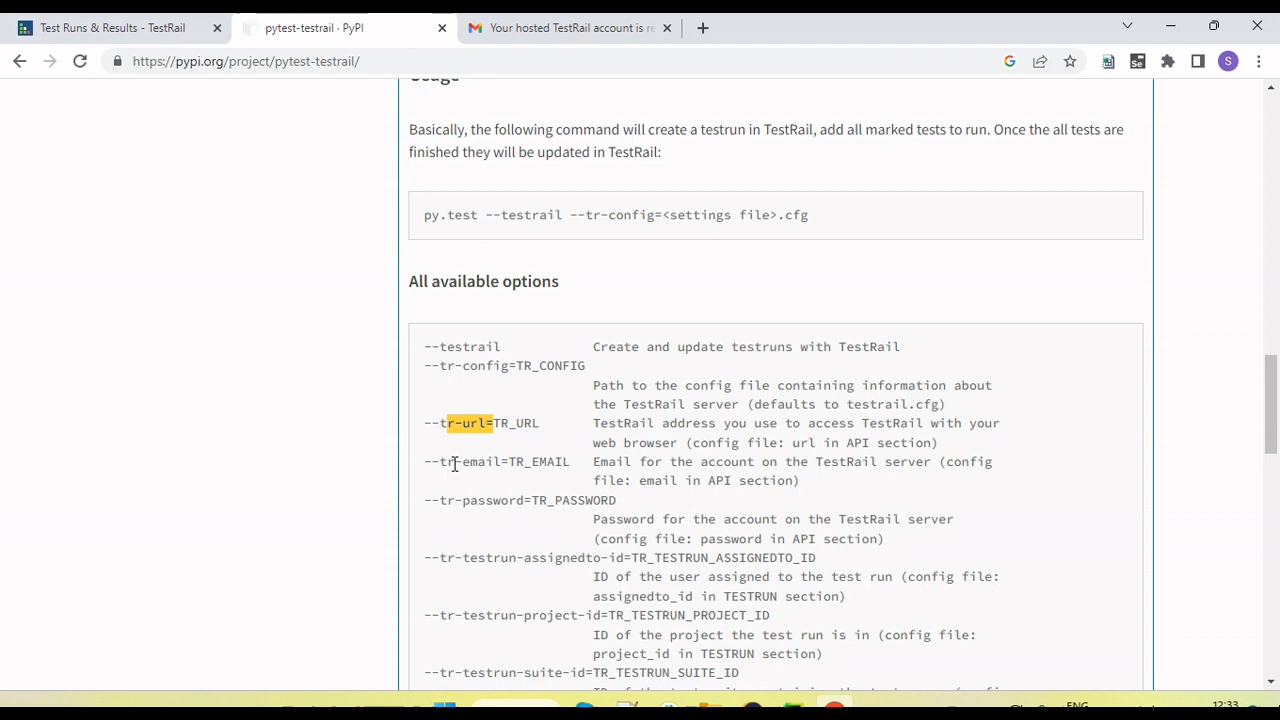 Test Runs & Results - TestRail
pytest-testrail · PyPI
Your hosted TestRail account is re
https://pypi.org/project/pytest-testrail/
S
Usage
Basically, the following command will create a testrun in TestRail, add all marked tests to run. Once the all tests are
finished they will be updated in TestRail:
py.test --testrail --tr-config=<settings file>.cfg
All available options
--testrail Create and update testruns with TestRail
--tr-config=TR_CONFIG
Path to the config file containing information about
the TestRail server (defaults to testrail.cfg)
--tr-url=TR_URL TestRail address you use to access TestRail with your
web browser (config file: url in API section)
--tr-email=TR_EMAIL Email for the account on the TestRail server (config
file: email in API section)
--tr-password=TR_PASSWORD
Password for the account on the TestRail server
(config file: password in API section)
--tr-testrun-assignedto-id=TR_TESTRUN_ASSIGNEDTO_ID
ID of the user assigned to the test run (config file:
assignedto_id in TESTRUN section)
--tr-testrun-project-id=TR_TESTRUN_PROJECT_ID
ID of the project the test run is in (config file:
project_id in TESTRUN section)
--tr-testrun-suite-id=TR_TESTRUN_SUITE_ID
ENG 12:33